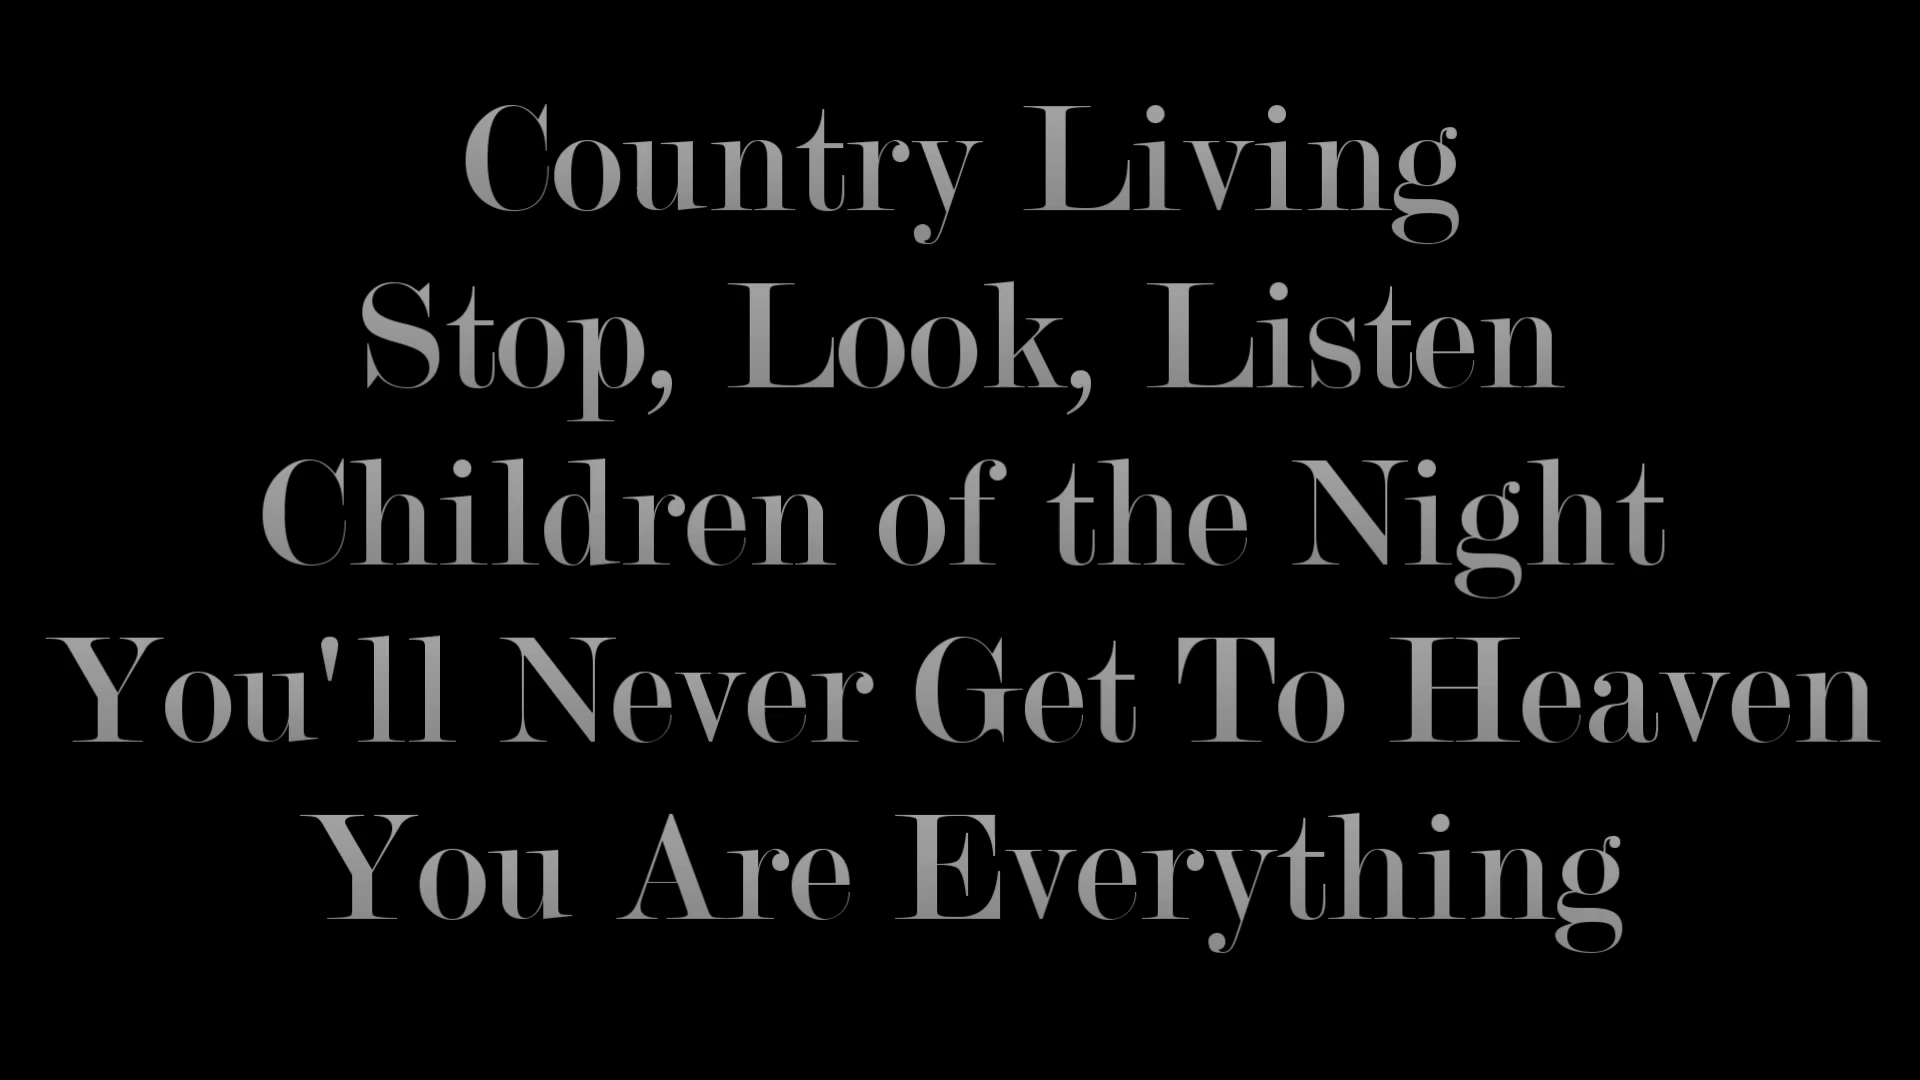 Country Living
Stop, Look, Listen
Children of the Night
You'll Never Get To Heaven
You Are Everything